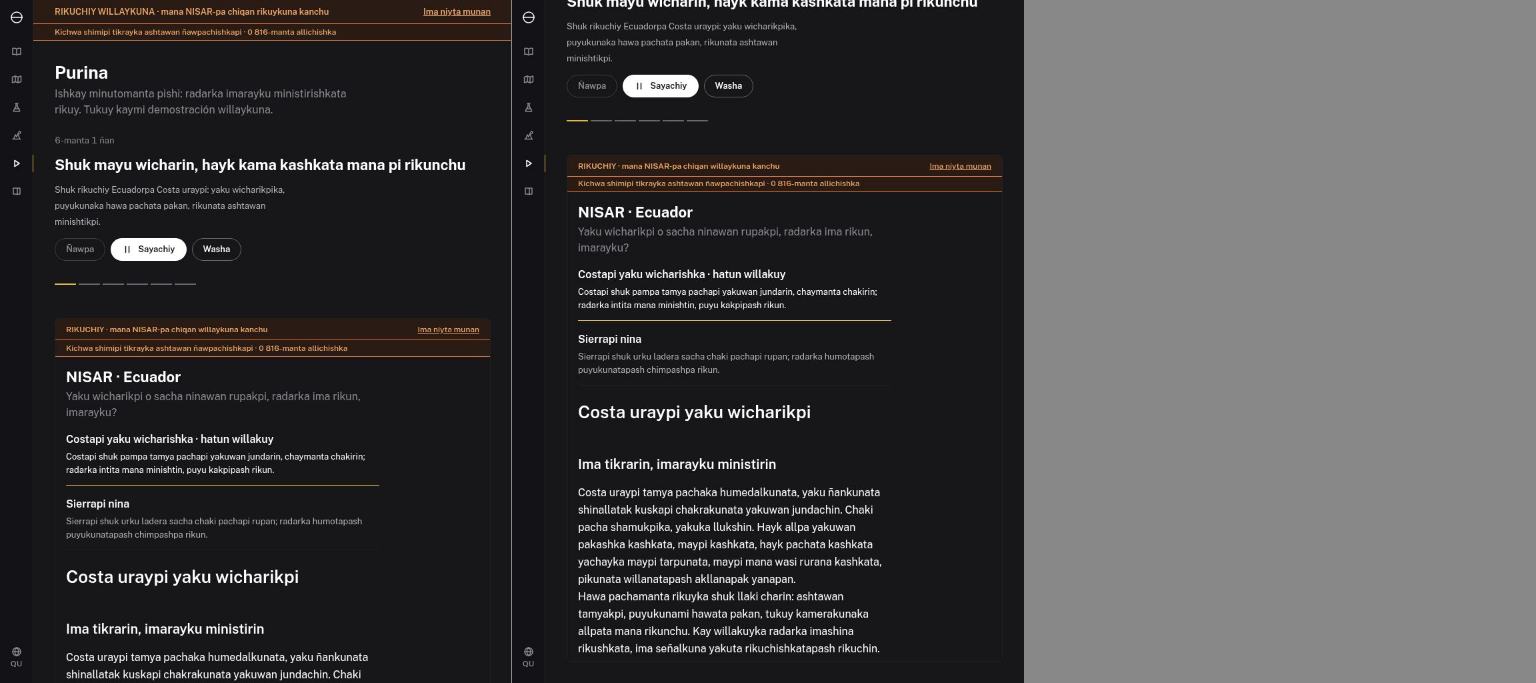 RIKUCHIY WILLAYKUNA · mana NISAR-pa chiqan rikuykuna kanchu
Ima niyta munan
Kichwa shimipi tikrayka ashtawan ñawpachishkapi · 0 816-manta allichishka
Purina
Ishkay minutomanta pishi: radarka imarayku ministirishkata
rikuy. Tukuy kaymi demostración willaykuna.
6-manta 1 ñan
Shuk mayu wicharin, hayk kama kashkata mana pi rikunchu
Shuk rikuchiy Ecuadorpa Costa uraypi: yaku wicharikpika,
puyukunaka hawa pachata pakan, rikunata ashtawan
minishtikpi.
Ñawpa
Sayachiy
Washa
RIKUCHIY · mana NISAR-pa chiqan willaykuna kanchu
Ima niyta munan
Kichwa shimipi tikrayka ashtawan ñawpachishkapi · 0 816-manta allichishka
NISAR · Ecuador
Yaku wicharikpi o sacha ninawan rupakpi, radarka ima rikun,
imarayku?
Costapi yaku wicharishka · hatun willakuy
Costapi shuk pampa tamya pachapi yakuwan jundarin, chaymanta chakirin;
radarka intita mana minishtin, puyu kakpipash rikun.
Sierrapi nina
Sierrapi shuk urku ladera sacha chaki pachapi rupan; radarka humotapash
puyukunatapash chimpashpa rikun.
Costa uraypi yaku wicharikpi
Ima tikrarin, imarayku ministirin
Costa uraypi tamya pachaka humedalkunata, yaku ñankunata
shinallatak kuskapi chakrakunata yakuwan jundachin. Chaki
QU
Shuk mayu wicharin, hayk kama kashkata mana pi rikunchu
Shuk rikuchiy Ecuadorpa Costa uraypi: yaku wicharikpika,
puyukunaka hawa pachata pakan, rikunata ashtawan
minishtikpi.
Ñawpa
Sayachiy
Washa
RIKUCHIY · mana NISAR-pa chiqan willaykuna kanchu
Ima niyta munan
Kichwa shimipi tikrayka ashtawan ñawpachishkapi · 0 816-manta allichishka
NISAR · Ecuador
Yaku wicharikpi o sacha ninawan rupakpi, radarka ima rikun,
imarayku?
Costapi yaku wicharishka · hatun willakuy
Costapi shuk pampa tamya pachapi yakuwan jundarin, chaymanta chakirin;
radarka intita mana minishtin, puyu kakpipash rikun.
Sierrapi nina
Sierrapi shuk urku ladera sacha chaki pachapi rupan; radarka humotapash
puyukunatapash chimpashpa rikun.
Costa uraypi yaku wicharikpi
Ima tikrarin, imarayku ministirin
Costa uraypi tamya pachaka humedalkunata, yaku ñankunata
shinallatak kuskapi chakrakunata yakuwan jundachin. Chaki
pacha shamukpika, yakuka llukshin. Hayk allpa yakuwan
pakashka kashkata, maypi kashkata, hayk pachata kashkata
yachayka maypi tarpunata, maypi mana wasi rurana kashkata,
pikunata willanatapash akllanapak yanapan.
Hawa pachamanta rikuyka shuk llaki charin: ashtawan
tamyakpi, puyukunami hawata pakan, tukuy kamerakunaka
allpata mana rikunchu. Kay willakuyka radarka imashina
rikushkata, ima señalkuna yakuta rikuchishkatapash rikuchin.
QU